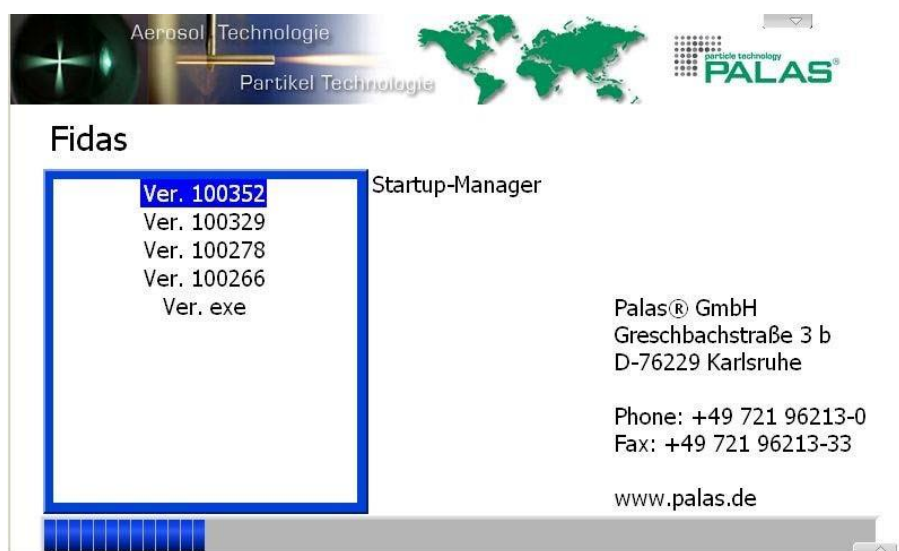 Aerosol Technologie
Partikel Technologie
particle technology
PALAS®
Fidas
Ver. 100352
Ver. 100329
Ver. 100278
Ver. 100266
Ver. exe
Startup-Manager
Palas® GmbH
Greschbachstraße 3 b
D-76229 Karlsruhe
Phone: +49 721 96213-0
Fax: +49 721 96213-33
www.palas.de